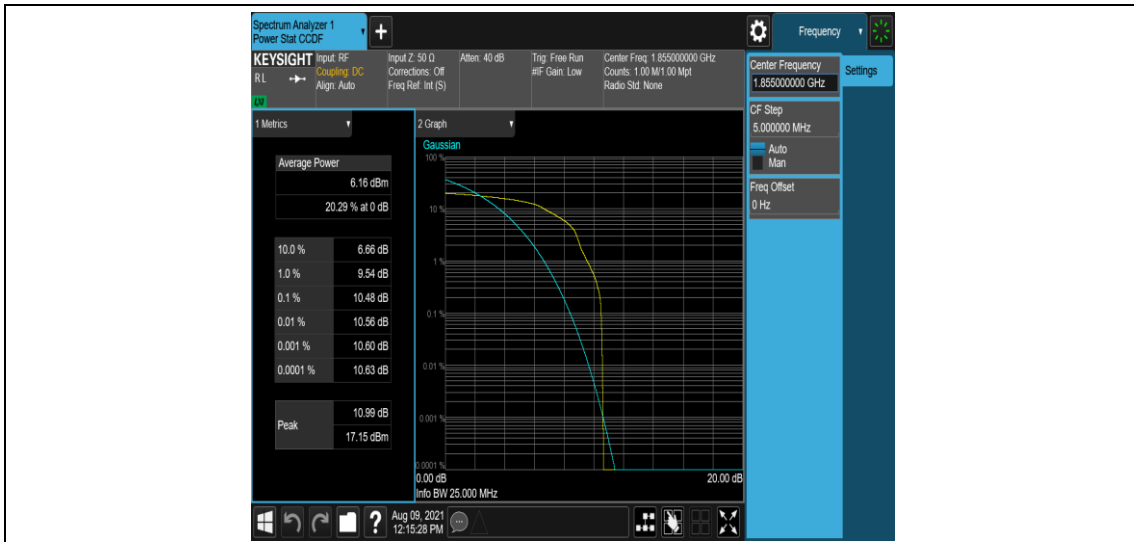 Spectrum Analyzer 1
Power Stat CCDF
Frequency
KEYSIGHT
RL
LM
Input: RF
Coupling: DC
Align: Auto
Input Z: 50 Ω
Corrections: Off
Freq Ref: Int (S)
Atten: 40 dB
Trig: Free Run
#IF Gain: Low
Center Freq: 1.855000000 GHz
Counts: 1.00 M/1.00 Mpt
Radio Std: None
Center Frequency
1.855000000 GHz
Settings
CF Step
5.000000 MHz
Auto
Man
Freq Offset
0 Hz
1 Metrics
Average Power
6.16 dBm
20.29 % at 0 dB
10.0 % 6.66 dB
1.0 % 9.54 dB
0.1 % 10.48 dB
0.01 % 10.56 dB
0.001 % 10.60 dB
0.0001 % 10.63 dB
Peak
10.99 dB
17.15 dBm
2 Graph
Gaussian
100 %
10 %
1 %
0.1 %
0.01 %
0.001 %
0.0001 %
0.00 dB 20.00 dB
Info BW 25.000 MHz
Aug 09, 2021
12:15:28 PM